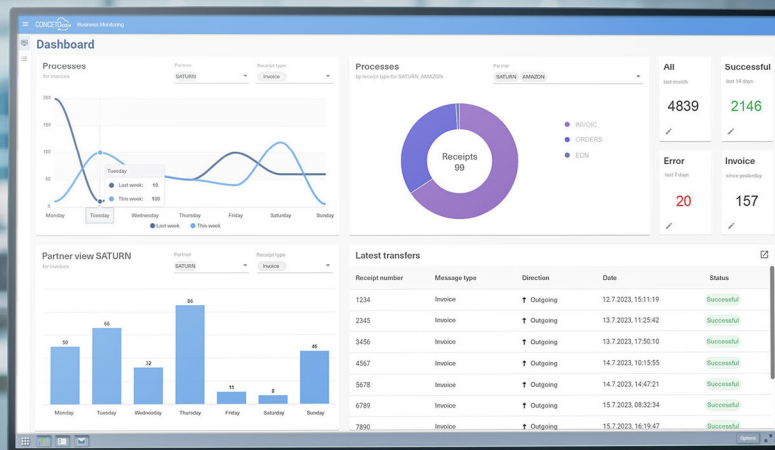 CONCETO
Business Monitoring
Dashboard
Processes
for invoices
Partner
SATURN
Receipt type
Invoice
200
150
100
50
0
Tuesday
Last week: 10
This week: 100
Monday Tuesday Wednesday Thursday Friday Saturday Sunday
Last week This week
Processes
by receipt type for SATURN, AMAZON
Partner
SATURN AMAZON
Receipts
99
INVOIC
ORDERS
All
last month
4839
Successful
last 14 days
2146
Error
last 7 days
20
Invoice
since yesterday
157
Partner view SATURN
for invoices
Partner
SATURN
Receipt type
Invoice
50
66
32
86
11
8
46
Monday Tuesday Wednesday Thursday Friday Saturday Sunday
Latest transfers
Receipt number Message type Direction Date Status
1234 Invoice Outgoing 12.7.2023, 15:11:19 Successful
2345 Invoice Outgoing 13.7.2023, 11:25:42 Successful
3456 Invoice Outgoing 13.7.2023, 17:50:10 Successful
4567 Invoice Outgoing 14.7.2023, 10:15:55 Successful
5678 Invoice Outgoing 14.7.2023, 14:47:21 Successful
6789 Invoice Outgoing 15.7.2023, 08:32:34 Successful
7890 Invoice Outgoing 15.7.2023, 16:19:47 Successful
Options